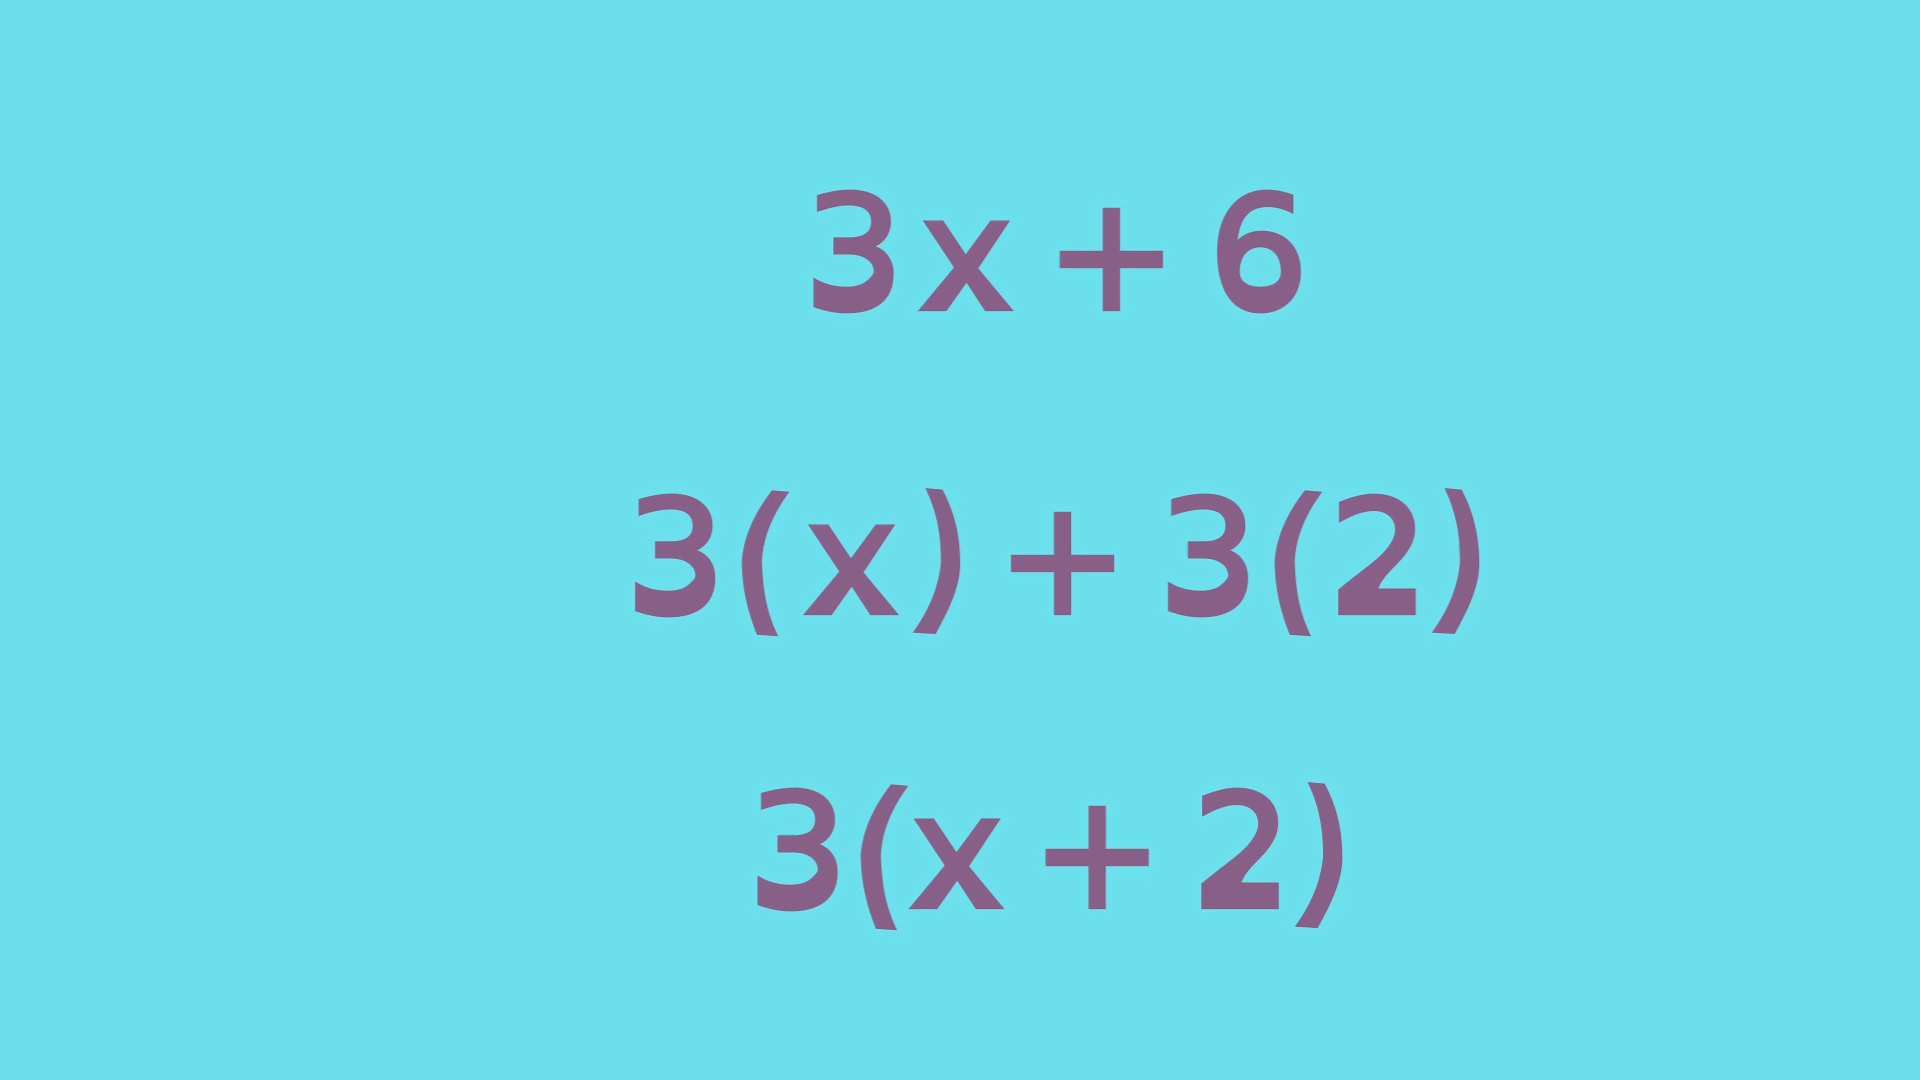 3x + 6
3(x) + 3(2)
3(x + 2)